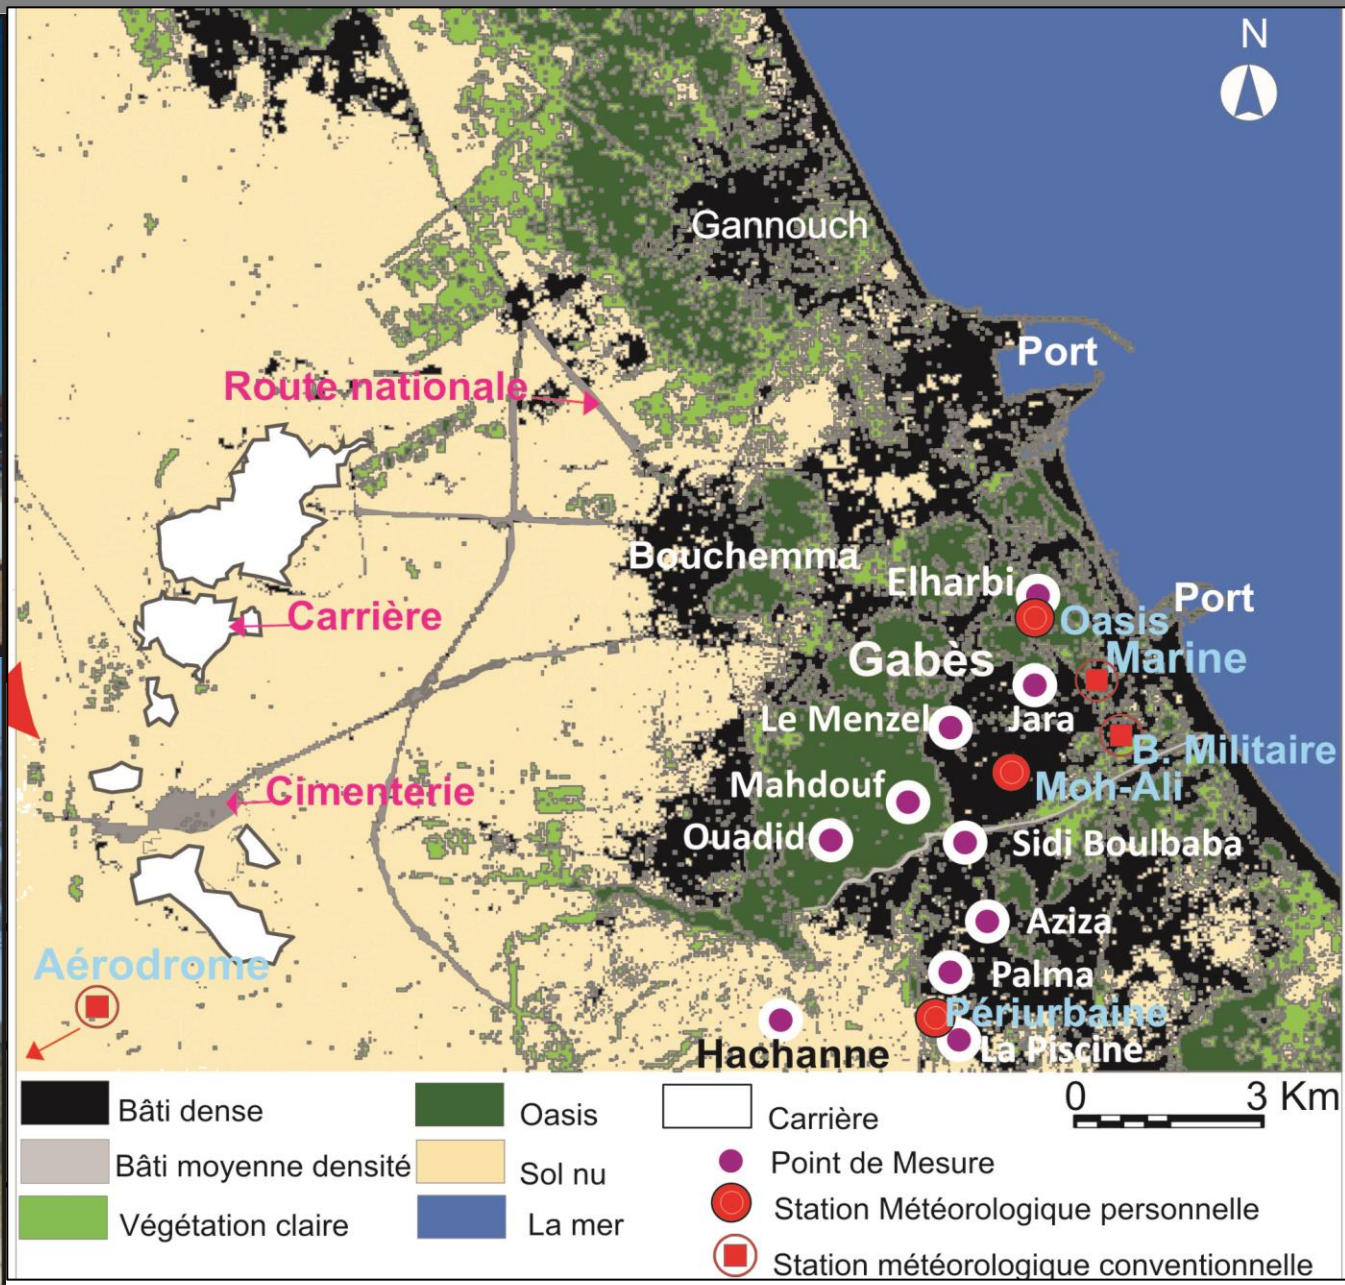 N
Gannouch
Port
Route nationale
Bouchemma
Elharbi
Port
Carrière
Oasis
Gabès
Marine
Le Menzel
Jara
B. Militaire
Mahdouf
Moh-Ali
Cimenterie
Ouadid
Sidi Boulbaba
Aziza
Aérodrome
Palma
Périurbaine
Hachanne
La Piscine
Bâti dense
Oasis
Carrière
0 3 Km
Bâti moyenne densité
Sol nu
Point de Mesure
Végétation claire
La mer
Station Météorologique personnelle
Station météorologique conventionnelle